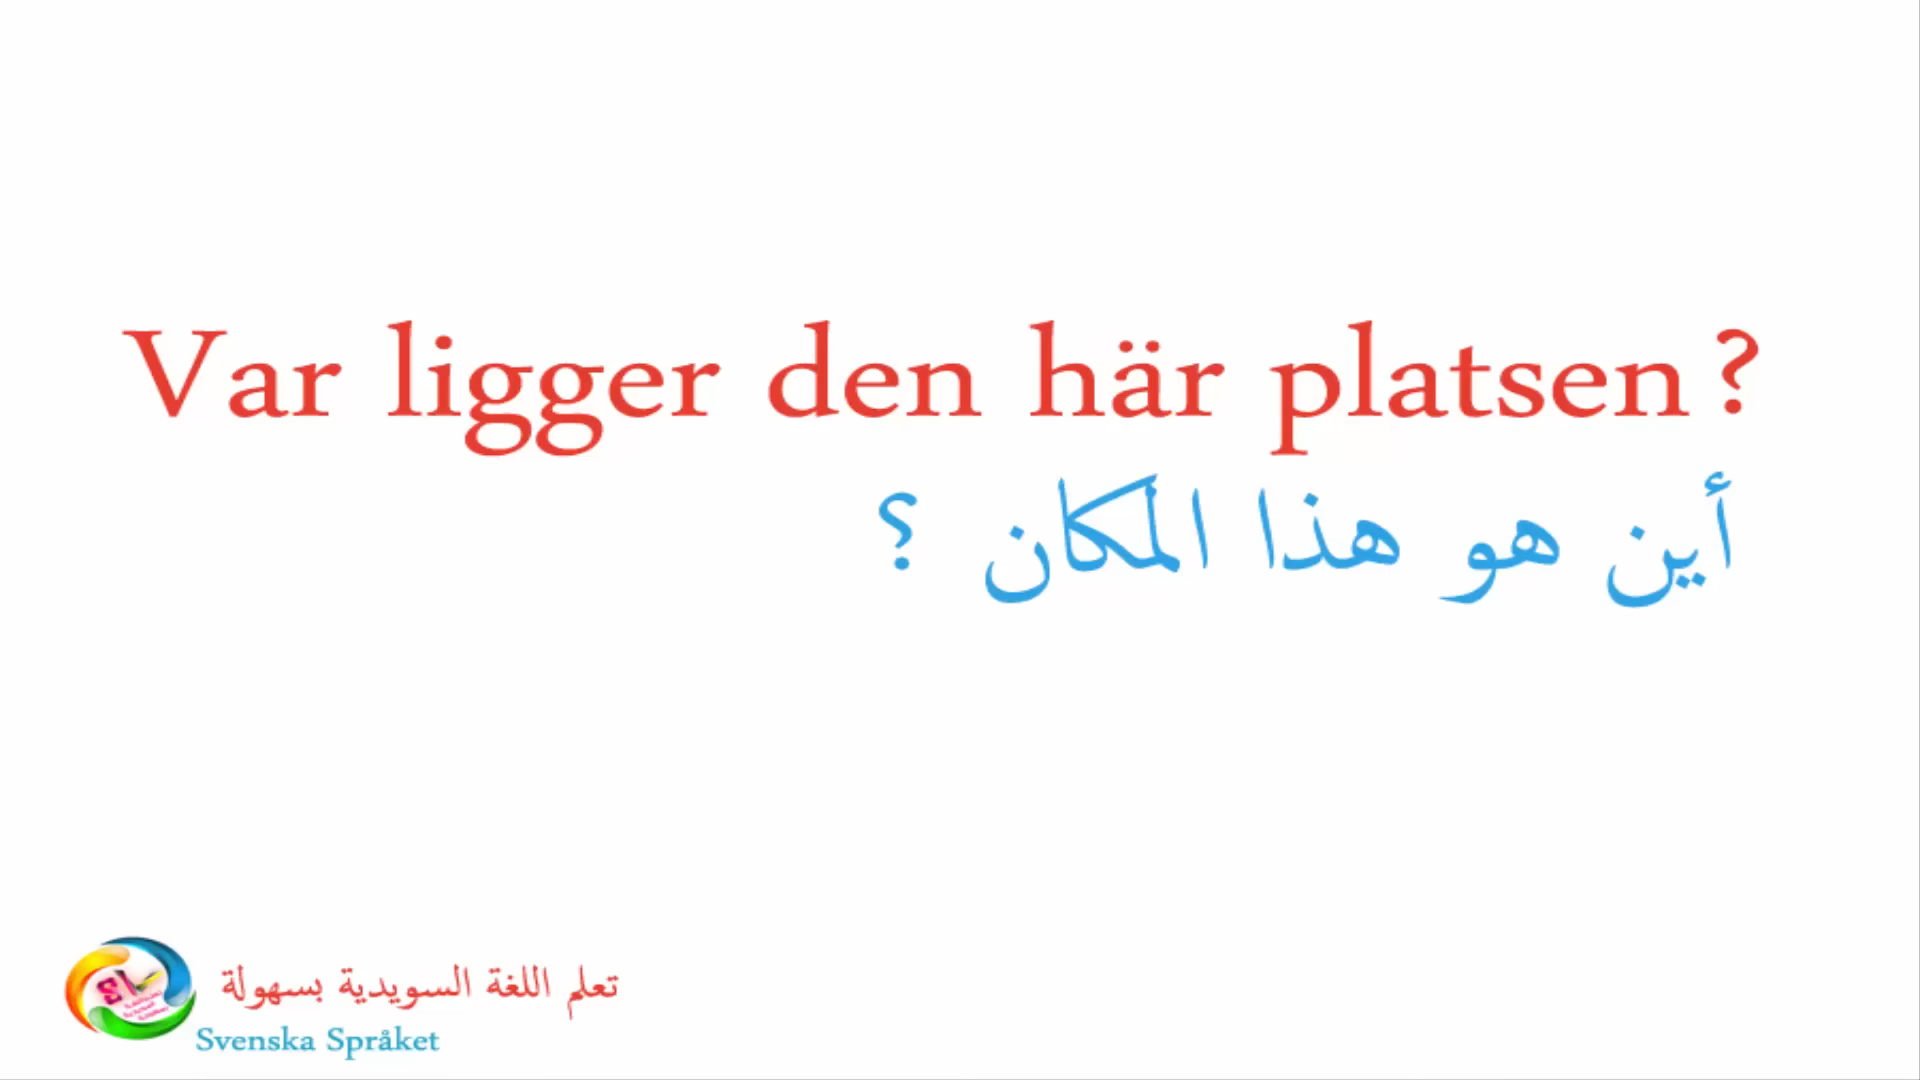 Var ligger den här platsen ?
أين هو هذا المكان ؟
تعلم اللغة السويدية بسهولة
Svenska Språket